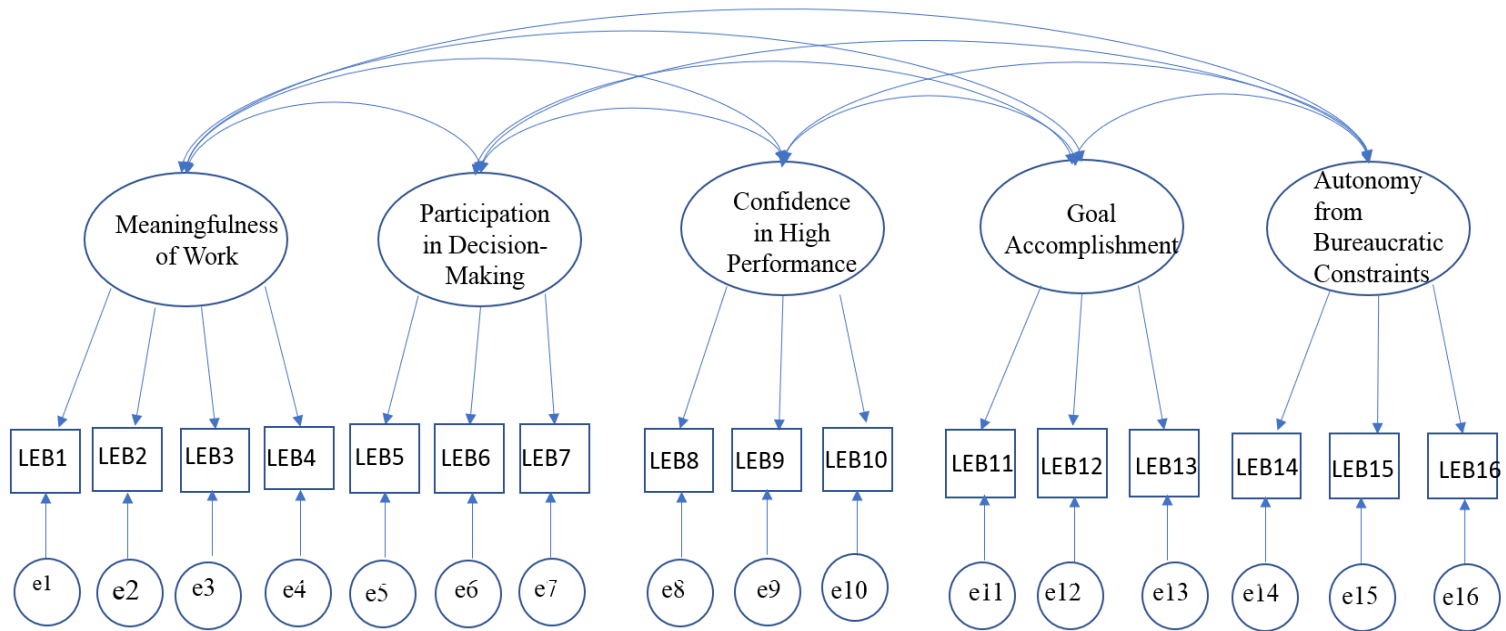 Meaningfulness
of Work
Participation
in Decision-
Making
Confidence
in High
Performance
Goal
Accomplishment
Autonomy
from
Bureaucratic
Constraints
LEB1
LEB2
LEB3
LEB4
LEB5
LEB6
LEB7
LEB8
LEB9
LEB10
LEB11
LEB12
LEB13
LEB14
LEB15
LEB16
e1
e2
e3
e4
e5
e6
e7
e8
e9
e10
e11
e12
e13
e14
e15
e16